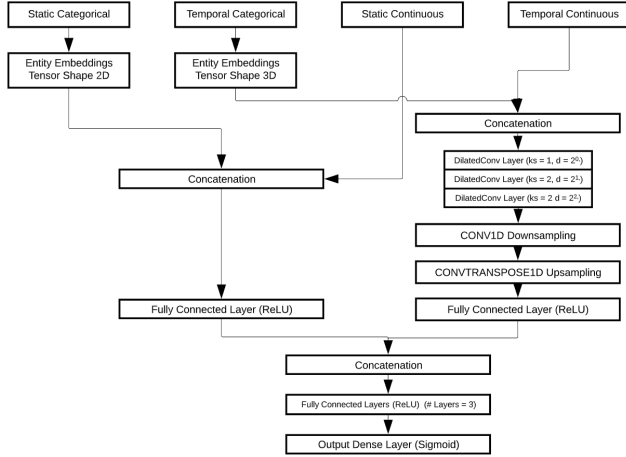 Static Categorical
Temporal Categorical
Static Continuous
Temporal Continuous
Entity Embeddings
Tensor Shape 2D
Entity Embeddings
Tensor Shape 3D
Concatenation
DilatedConv Layer (ks = 1, d = 2⁰·)
DilatedConv Layer (ks = 2, d = 2¹·)
DilatedConv Layer (ks = 2 d = 2²·)
Concatenation
CONV1D Downsampling
CONVTRANSPOSE1D Upsampling
Fully Connected Layer (ReLU)
Fully Connected Layer (ReLU)
Concatenation
Fully Connected Layers (ReLU) (# Layers = 3)
Output Dense Layer (Sigmoid)